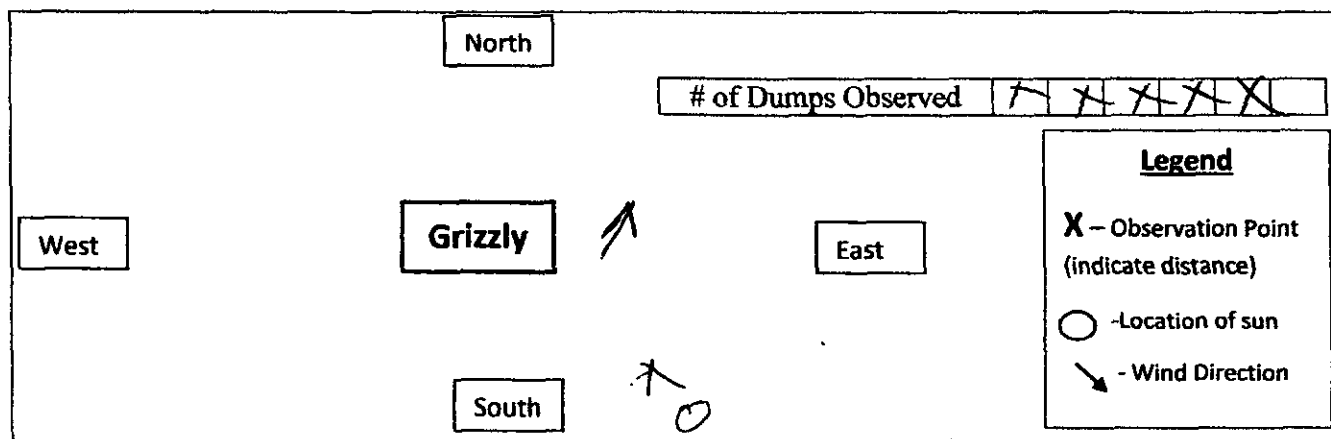 North
# of Dumps Observed X X X X X
Legend
X – Observation Point
(indicate distance)
-Location of sun
- Wind Direction
West
Grizzly
East
South
X